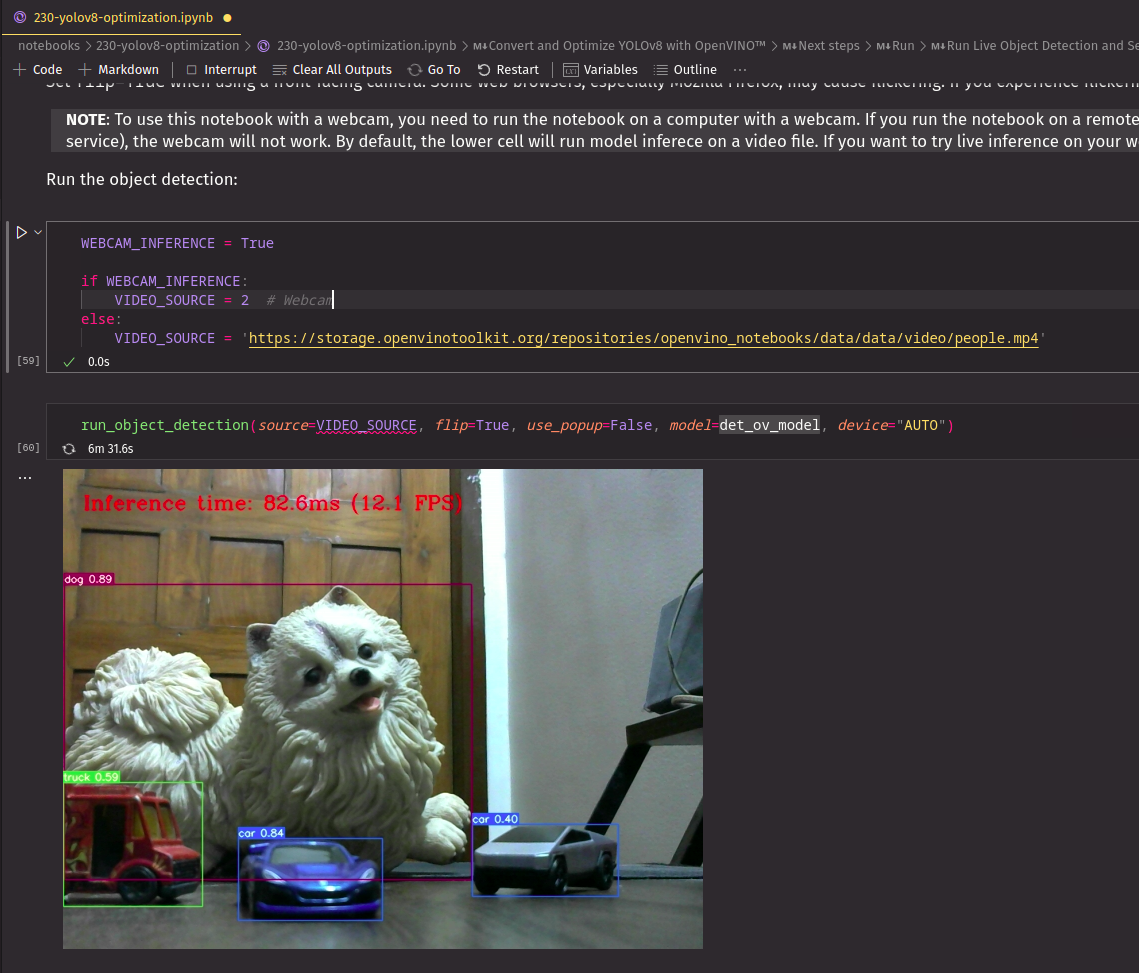 230-yolov8-optimization.ipynb
notebooks > 230-yolov8-optimization > 230-yolov8-optimization.ipynb > M↓Convert and Optimize YOLOv8 with OpenVINO™ > M↓Next steps > M↓Run > M↓Run Live Object Detection and Se
+ Code + Markdown | Interrupt Clear All Outputs Go To Restart | Variables Outline ...
Set flip=True when using a front-facing camera. Some web browsers, especially Mozilla Firefox, may cause flickering. If you experience flickerin
NOTE: To use this notebook with a webcam, you need to run the notebook on a computer with a webcam. If you run the notebook on a remote
service), the webcam will not work. By default, the lower cell will run model inferece on a video file. If you want to try live inference on your w
Run the object detection:
WEBCAM_INFERENCE = True
if WEBCAM_INFERENCE:
VIDEO_SOURCE = 2 # Webcam
else:
VIDEO_SOURCE = 'https://storage.openvinotoolkit.org/repositories/openvino_notebooks/data/data/video/people.mp4'
[59] ✓ 0.0s
run_object_detection(source=VIDEO_SOURCE, flip=True, use_popup=False, model=det_ov_model, device="AUTO")
[60] 6m 31.6s
...
Inference time: 82.6ms (12.1 FPS)
dog 0.89
truck 0.59
car 0.84
car 0.40